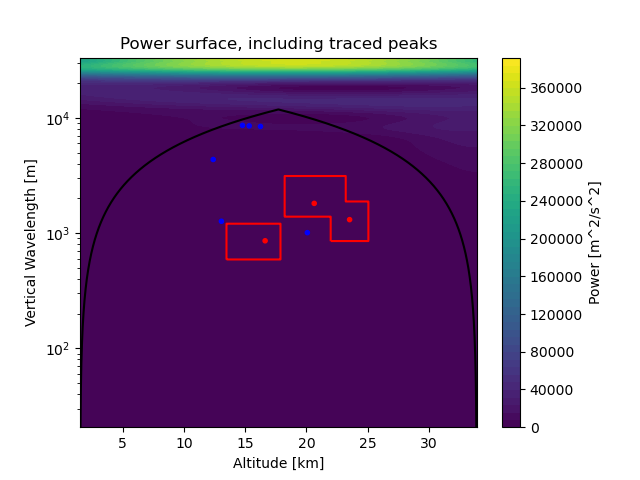 Power surface, including traced peaks
10^4
10^3
10^2
Vertical Wavelength [m]
5 10 15 20 25 30
Altitude [km]
360000
320000
280000
240000
200000
160000
120000
80000
40000
0
Power [m^2/s^2]